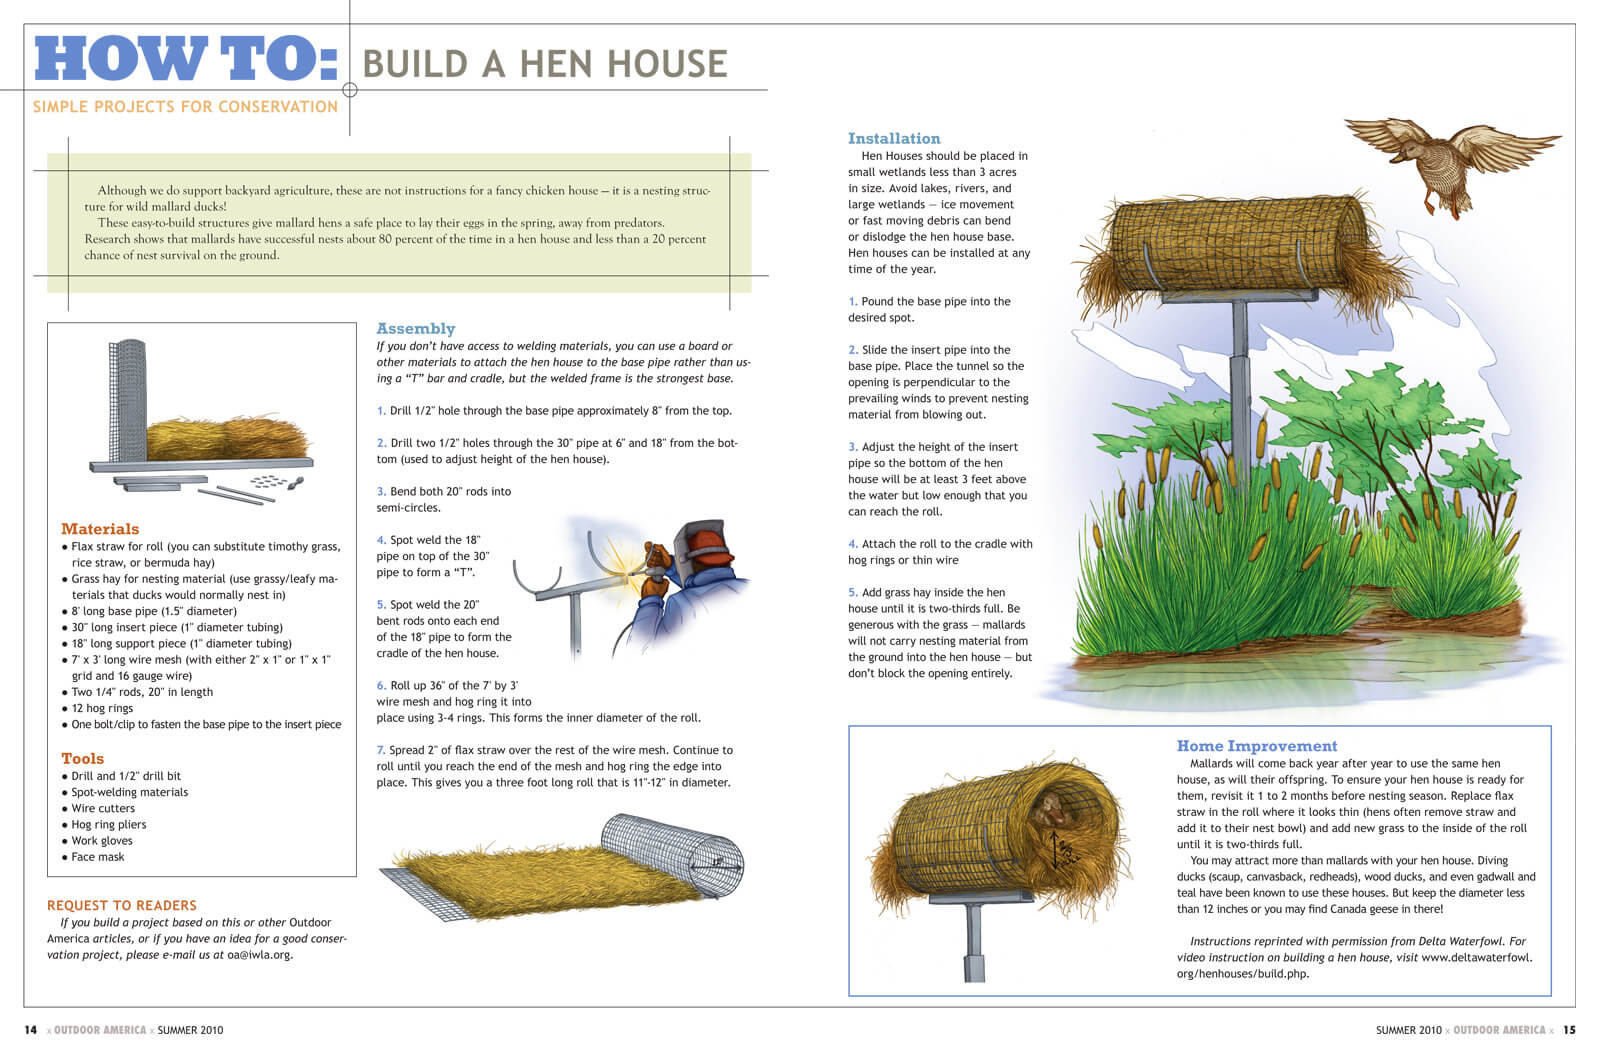 HOW TO:
BUILD A HEN HOUSE
SIMPLE PROJECTS FOR CONSERVATION
Although we do support backyard agriculture, these are not instructions for a fancy chicken house — it is a nesting struc-
ture for wild mallard ducks!
These easy-to-build structures give mallard hens a safe place to lay their eggs in the spring, away from predators.
Research shows that mallards have successful nests about 80 percent of the time in a hen house and less than a 20 percent
chance of nest survival on the ground.
Materials
● Flax straw for roll (you can substitute timothy grass,
rice straw, or bermuda hay)
● Grass hay for nesting material (use grassy/leafy ma-
terials that ducks would normally nest in)
● 8' long base pipe (1.5" diameter)
● 30" long insert piece (1" diameter tubing)
● 18" long support piece (1" diameter tubing)
● 7' x 3' long wire mesh (with either 2" x 1" or 1" x 1"
grid and 16 gauge wire)
● Two 1/4" rods, 20" in length
● 12 hog rings
● One bolt/clip to fasten the base pipe to the insert piece
Tools
● Drill and 1/2" drill bit
● Spot-welding materials
● Wire cutters
● Hog ring pliers
● Work gloves
● Face mask
REQUEST TO READERS
If you build a project based on this or other Outdoor
America articles, or if you have an idea for a good conser-
vation project, please e-mail us at oa@iwla.org.
Assembly
If you don't have access to welding materials, you can use a board or
other materials to attach the hen house to the base pipe rather than us-
ing a "T" bar and cradle, but the welded frame is the strongest base.
1. Drill 1/2" hole through the base pipe approximately 8" from the top.
2. Drill two 1/2" holes through the 30" pipe at 6" and 18" from the bot-
tom (used to adjust height of the hen house).
3. Bend both 20" rods into
semi-circles.
4. Spot weld the 18"
pipe on top of the 30"
pipe to form a "T".
5. Spot weld the 20"
bent rods onto each end
of the 18" pipe to form the
cradle of the hen house.
6. Roll up 36" of the 7' by 3'
wire mesh and hog ring it into
place using 3-4 rings. This forms the inner diameter of the roll.
7. Spread 2" of flax straw over the rest of the wire mesh. Continue to
roll until you reach the end of the mesh and hog ring the edge into
place. This gives you a three foot long roll that is 11"-12" in diameter.
Installation
Hen Houses should be placed in
small wetlands less than 3 acres
in size. Avoid lakes, rivers, and
large wetlands — ice movement
or fast moving debris can bend
or dislodge the hen house base.
Hen houses can be installed at any
time of the year.
1. Pound the base pipe into the
desired spot.
2. Slide the insert pipe into the
base pipe. Place the tunnel so the
opening is perpendicular to the
prevailing winds to prevent nesting
material from blowing out.
3. Adjust the height of the insert
pipe so the bottom of the hen
house will be at least 3 feet above
the water but low enough that you
can reach the roll.
4. Attach the roll to the cradle with
hog rings or thin wire
5. Add grass hay inside the hen
house until it is two-thirds full. Be
generous with the grass — mallards
will not carry nesting material from
the ground into the hen house — but
don't block the opening entirely.
Home Improvement
Mallards will come back year after year to use the same hen
house, as will their offspring. To ensure your hen house is ready for
them, revisit it 1 to 2 months before nesting season. Replace flax
straw in the roll where it looks thin (hens often remove straw and
add it to their nest bowl) and add new grass to the inside of the roll
until it is two-thirds full.
You may attract more than mallards with your hen house. Diving
ducks (scaup, canvasback, redheads), wood ducks, and even gadwall and
teal have been known to use these houses. But keep the diameter less
than 12 inches or you may find Canada geese in there!
Instructions reprinted with permission from Delta Waterfowl. For
video instruction on building a hen house, visit www.deltawaterfowl.
org/henhouses/build.php.
14 x OUTDOOR AMERICA x SUMMER 2010
SUMMER 2010 x OUTDOOR AMERICA x 15